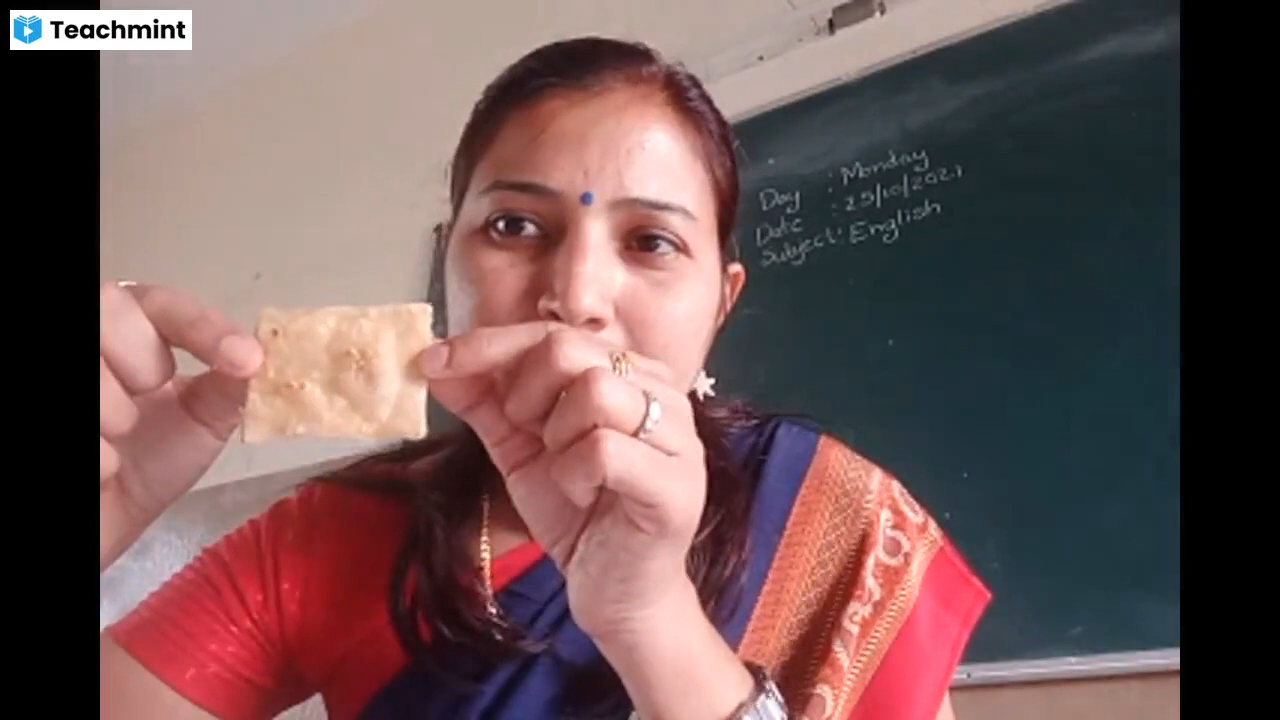 Teachmint
Day : Monday
Date : 25/10/2021
Subject: English